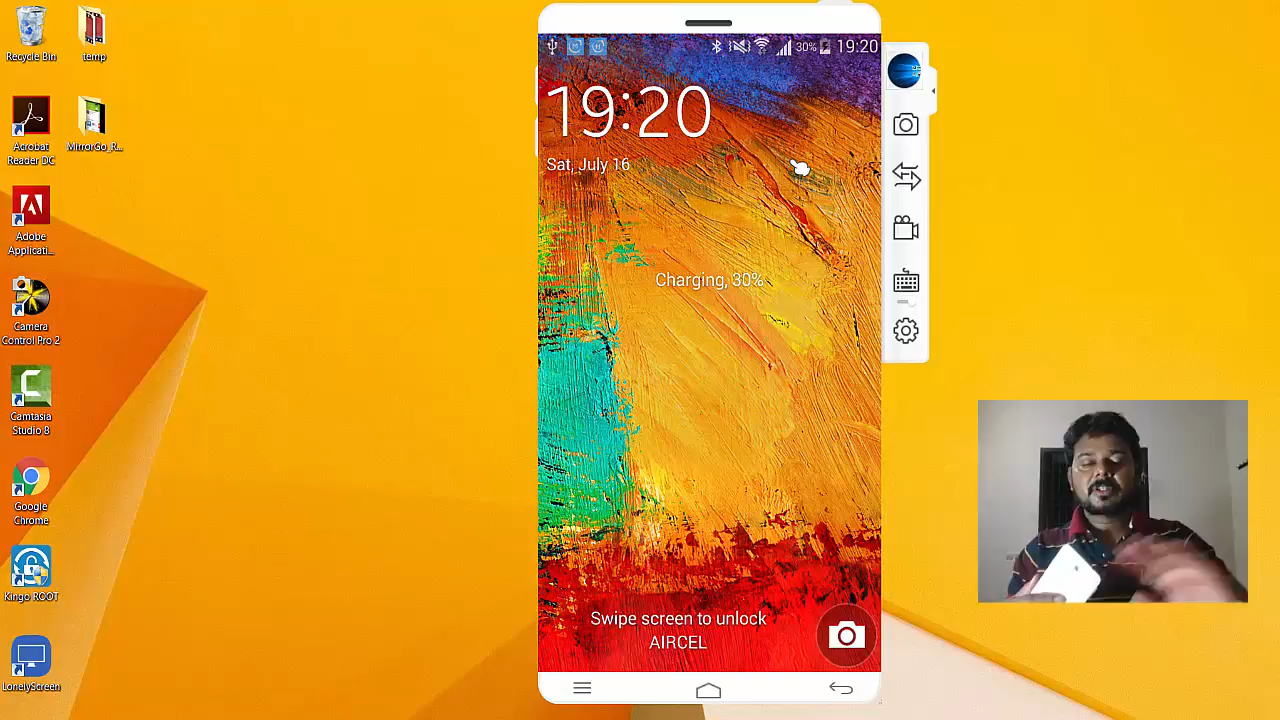 Recycle Bin
temp
Acrobat
Reader DC
MirrorGo_R...
Adobe
Applicati...
Camera
Control Pro 2
Camtasia
Studio 8
Google
Chrome
Kingo ROOT
LonelyScreen
30% 19:20
19:20
Sat, July 16
Charging, 30%
Swipe screen to unlock
AIRCEL